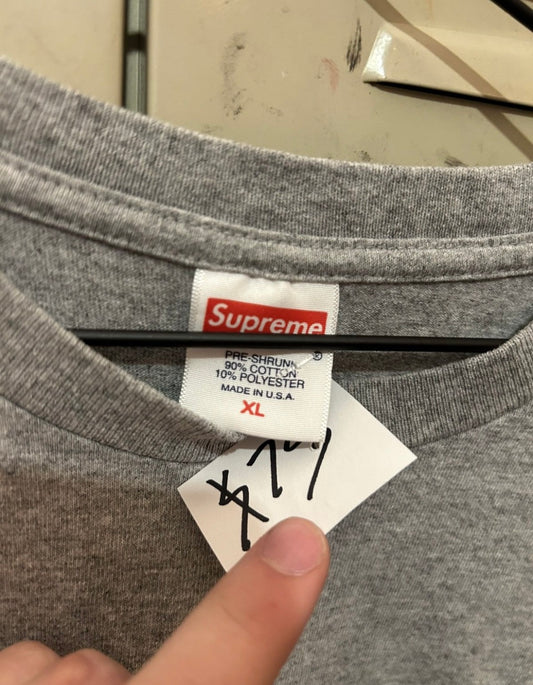 Supreme
®
PRE-SHRUNK
90% COTTON
10% POLYESTER
MADE IN U.S.A.
XL